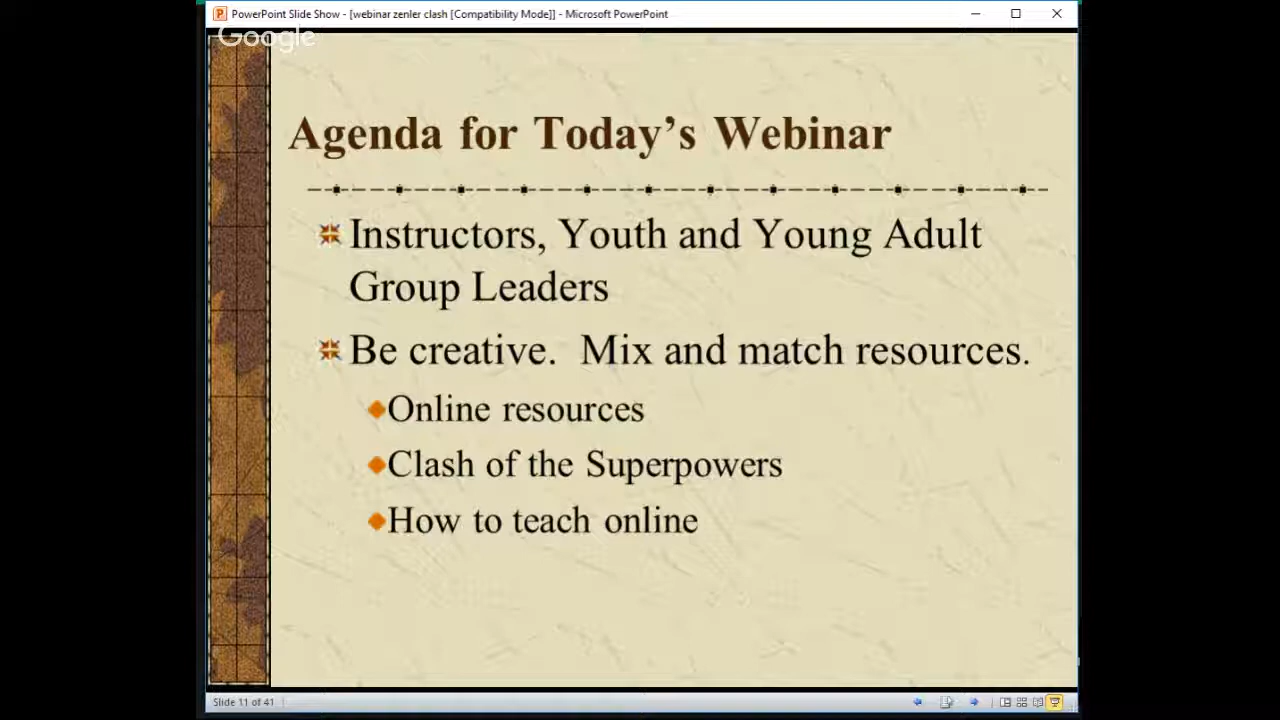 PowerPoint Slide Show - [webinar zenler clash [Compatibility Mode]] - Microsoft PowerPoint
Google
Agenda for Today’s Webinar
Instructors, Youth and Young Adult
Group Leaders
Be creative.  Mix and match resources.
Online resources
Clash of the Superpowers
How to teach online
Slide 11 of 41